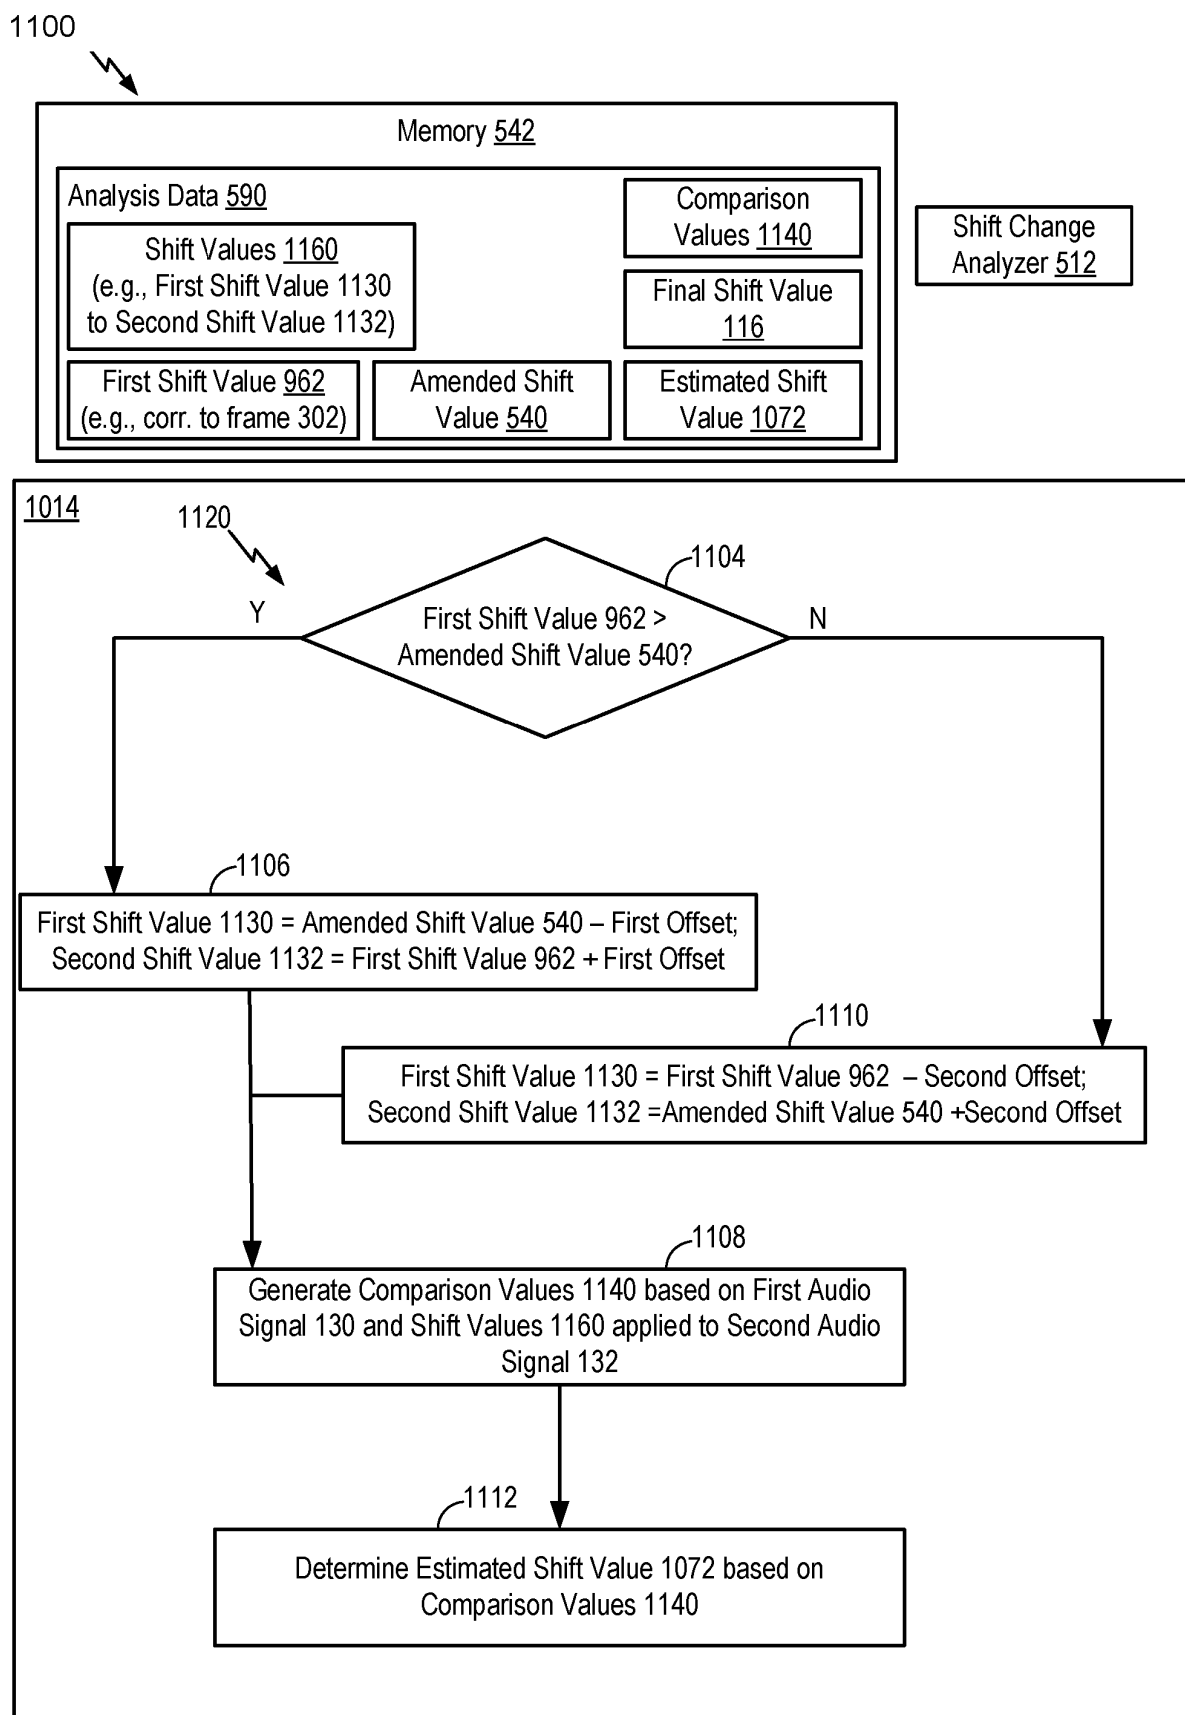 1100
Memory 542
Analysis Data 590
Shift Values 1160
(e.g., First Shift Value 1130
to Second Shift Value 1132)
First Shift Value 962
(e.g., corr. to frame 302)
Amended Shift
Value 540
Comparison
Values 1140
Final Shift Value
116
Estimated Shift
Value 1072
Shift Change
Analyzer 512
1014
1120
1104
Y
First Shift Value 962 >
Amended Shift Value 540?
N
1106
First Shift Value 1130 = Amended Shift Value 540 – First Offset;
Second Shift Value 1132 = First Shift Value 962 + First Offset
1110
First Shift Value 1130 = First Shift Value 962 – Second Offset;
Second Shift Value 1132 =Amended Shift Value 540 +Second Offset
1108
Generate Comparison Values 1140 based on First Audio
Signal 130 and Shift Values 1160 applied to Second Audio
Signal 132
1112
Determine Estimated Shift Value 1072 based on
Comparison Values 1140